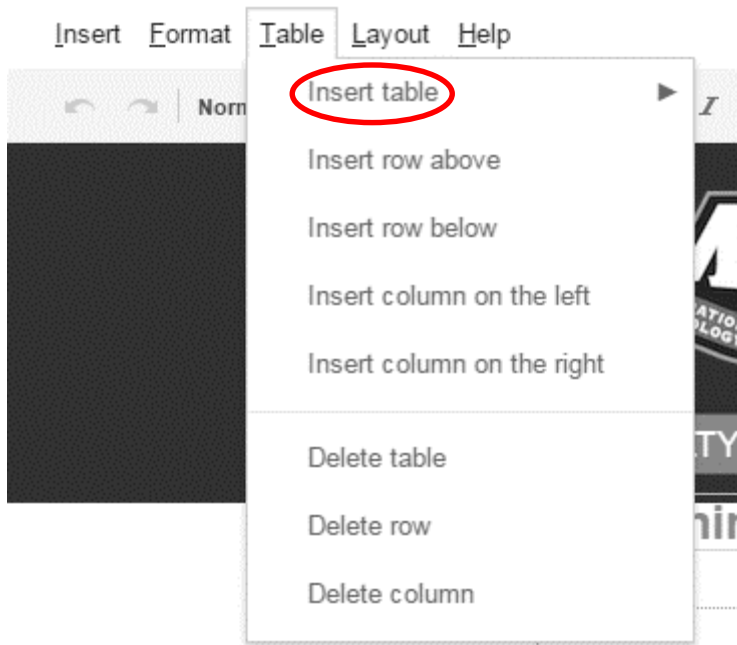 Insert Format Table Layout Help
Insert table
Insert row above
Insert row below
Insert column on the left
Insert column on the right
Delete table
Delete row
Delete column